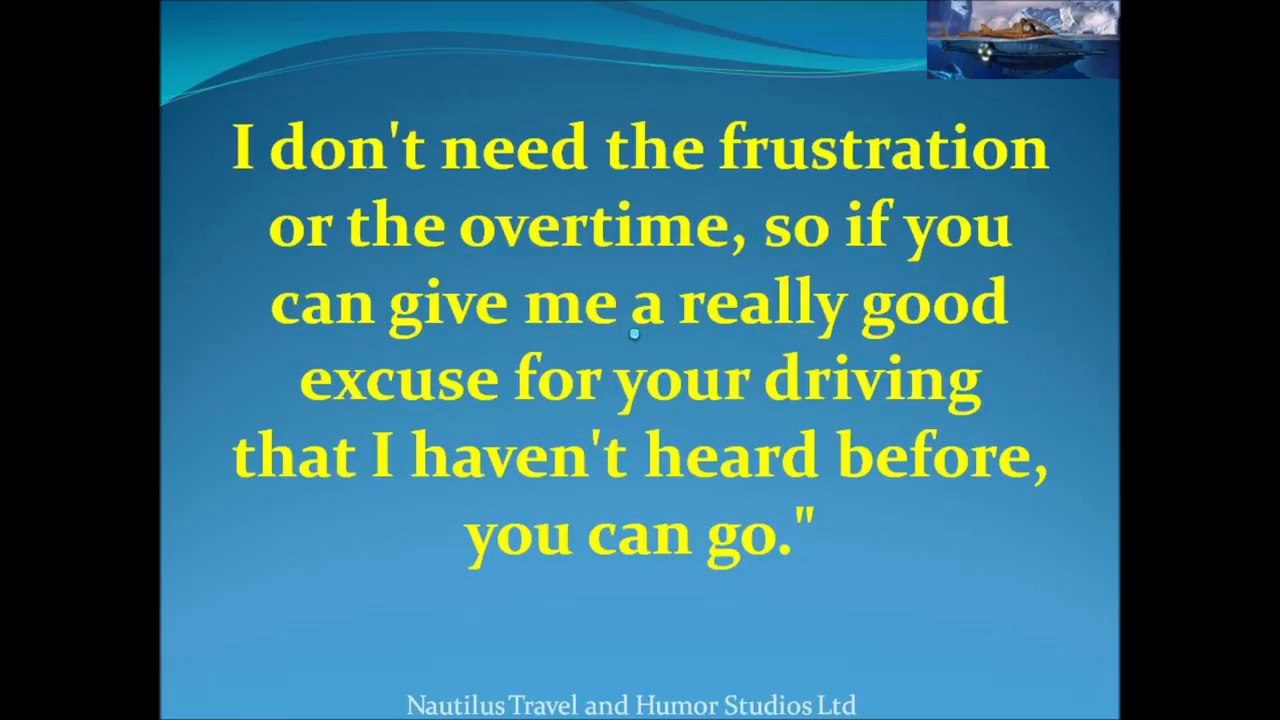 I don't need the frustration
or the overtime, so if you
can give me a really good
excuse for your driving
that I haven't heard before,
you can go."
Nautilus Travel and Humor Studios Ltd